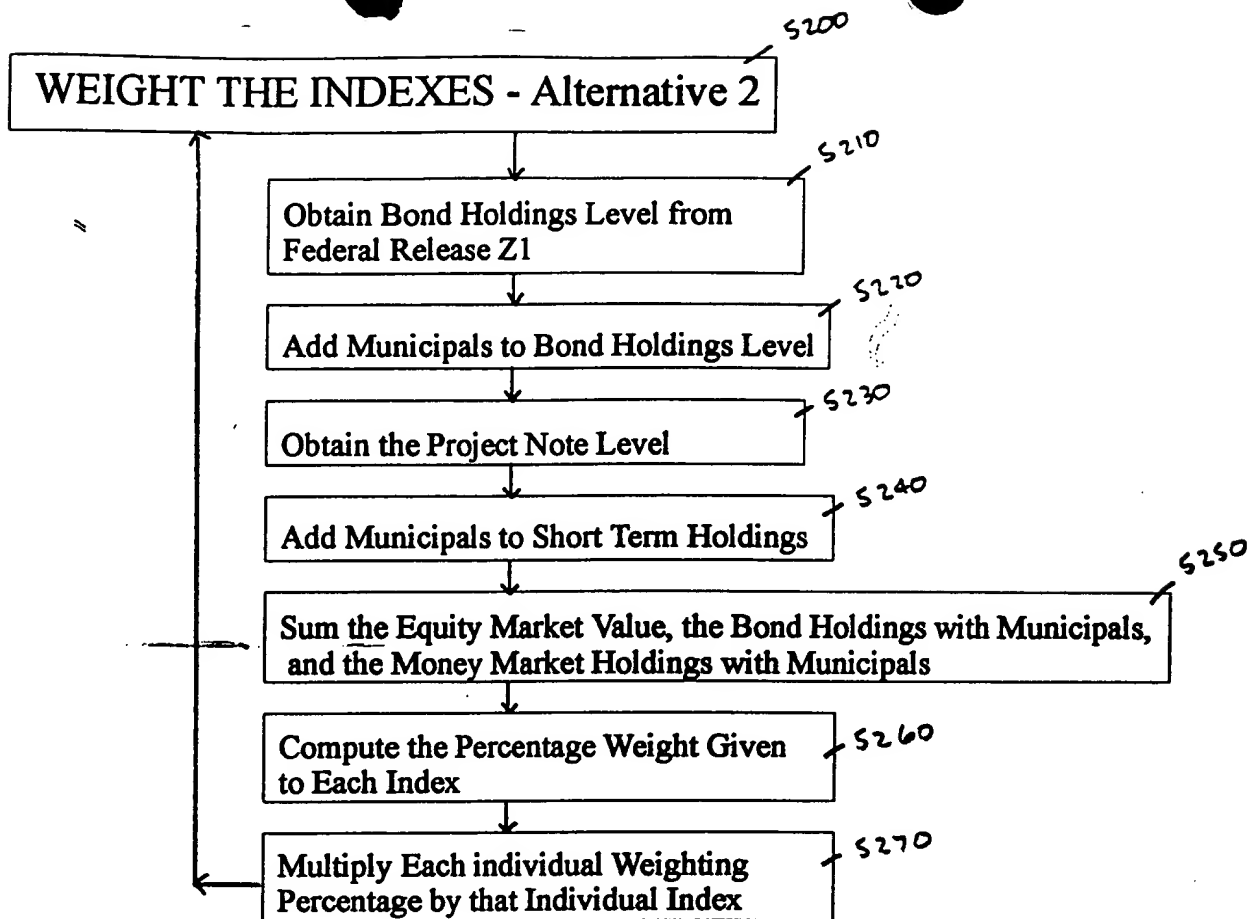 S200
WEIGHT THE INDEXES - Alternative 2
S210
Obtain Bond Holdings Level from
Federal Release Z1
S220
Add Municipals to Bond Holdings Level
S230
Obtain the Project Note Level
S240
Add Municipals to Short Term Holdings
S250
Sum the Equity Market Value, the Bond Holdings with Municipals,
and the Money Market Holdings with Municipals
S260
Compute the Percentage Weight Given
to Each Index
S270
Multiply Each individual Weighting
Percentage by that Individual Index